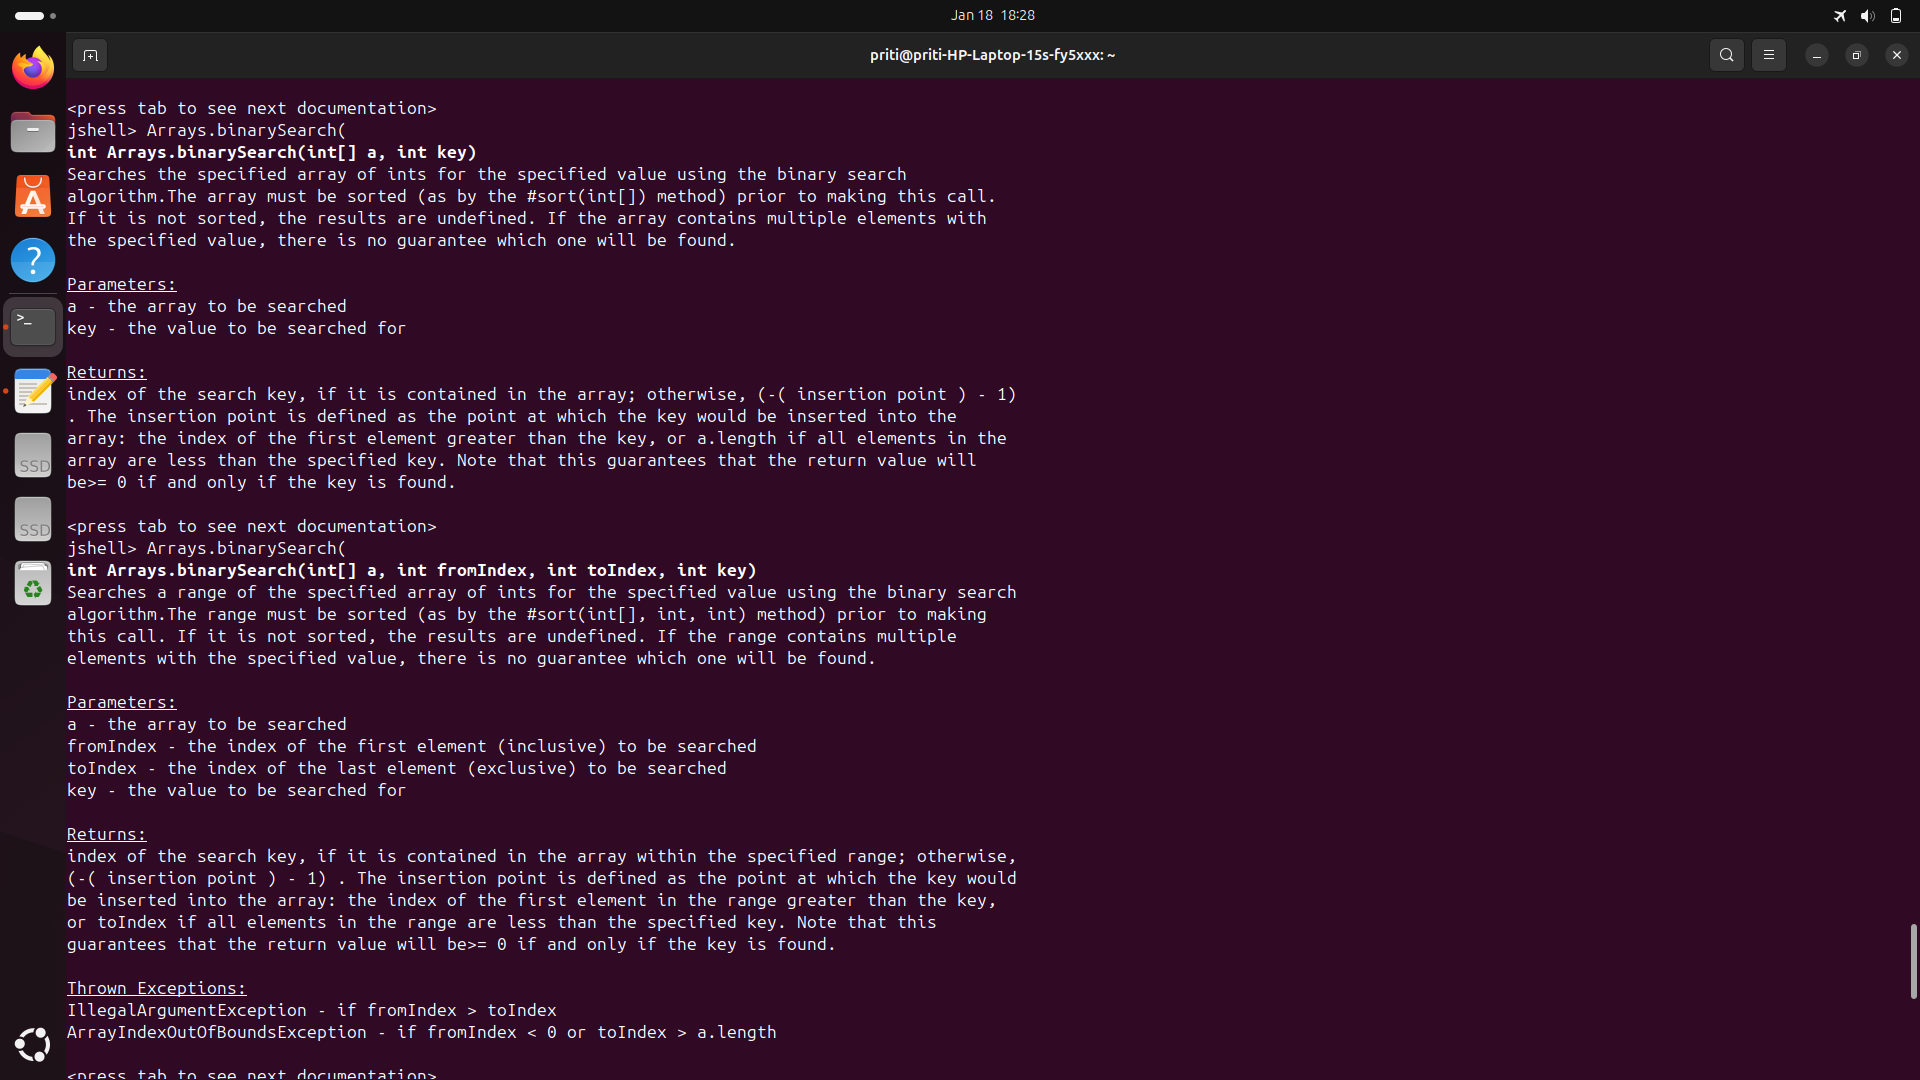 Jan 18 18:28
priti@priti-HP-Laptop-15s-fy5xxx: ~
<press tab to see next documentation>
jshell> Arrays.binarySearch(
int Arrays.binarySearch(int[] a, int key)
Searches the specified array of ints for the specified value using the binary search
algorithm.The array must be sorted (as by the #sort(int[]) method) prior to making this call.
If it is not sorted, the results are undefined. If the array contains multiple elements with
the specified value, there is no guarantee which one will be found.
Parameters:
a - the array to be searched
key - the value to be searched for
Returns:
index of the search key, if it is contained in the array; otherwise, (-( insertion point ) - 1)
. The insertion point is defined as the point at which the key would be inserted into the
array: the index of the first element greater than the key, or a.length if all elements in the
array are less than the specified key. Note that this guarantees that the return value will
be>= 0 if and only if the key is found.
<press tab to see next documentation>
jshell> Arrays.binarySearch(
int Arrays.binarySearch(int[] a, int fromIndex, int toIndex, int key)
Searches a range of the specified array of ints for the specified value using the binary search
algorithm.The range must be sorted (as by the #sort(int[], int, int) method) prior to making
this call. If it is not sorted, the results are undefined. If the range contains multiple
elements with the specified value, there is no guarantee which one will be found.
Parameters:
a - the array to be searched
fromIndex - the index of the first element (inclusive) to be searched
toIndex - the index of the last element (exclusive) to be searched
key - the value to be searched for
Returns:
index of the search key, if it is contained in the array within the specified range; otherwise,
(-( insertion point ) - 1) . The insertion point is defined as the point at which the key would
be inserted into the array: the index of the first element in the range greater than the key,
or toIndex if all elements in the range are less than the specified key. Note that this
guarantees that the return value will be>= 0 if and only if the key is found.
Thrown Exceptions:
IllegalArgumentException - if fromIndex > toIndex
ArrayIndexOutOfBoundsException - if fromIndex < 0 or toIndex > a.length
<press tab to see next documentation>
SSD
SSD